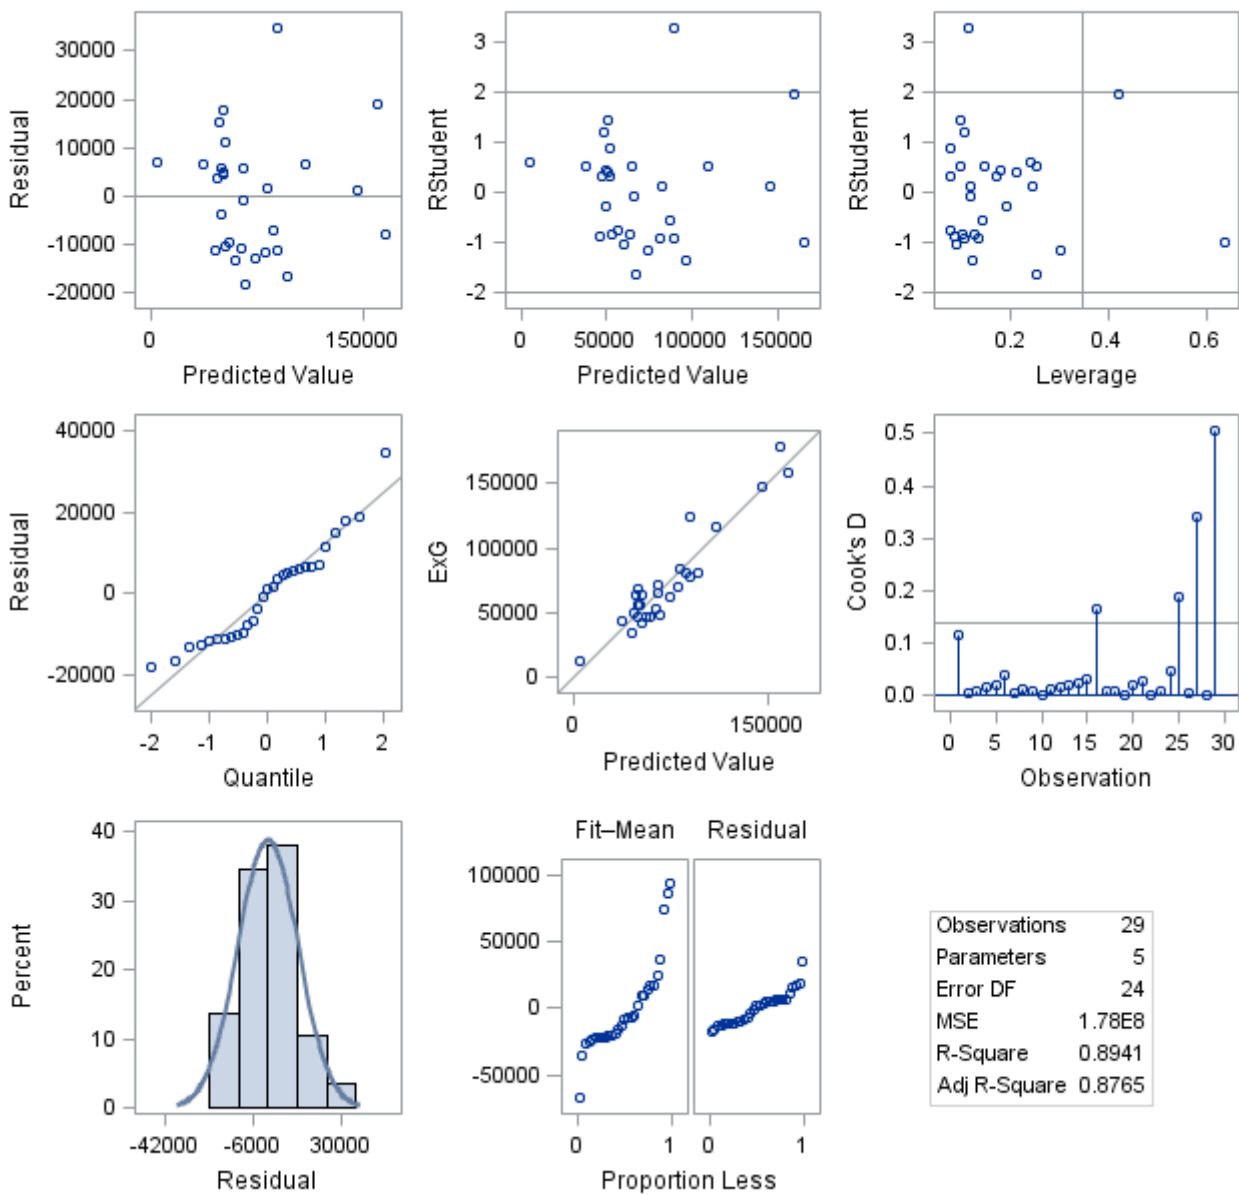 30000
20000
10000
0
-10000
-20000
Residual
0 150000
Predicted Value
3
2
1
0
-1
-2
RStudent
0 50000 100000 150000
Predicted Value
3
2
1
0
-1
-2
RStudent
0.2 0.4 0.6
Leverage
40000
20000
0
-20000
Residual
-2 -1 0 1 2
Quantile
150000
100000
50000
0
ExG
0 150000
Predicted Value
0.5
0.4
0.3
0.2
0.1
0.0
Cook's D
0 5 10 15 20 25 30
Observation
40
30
20
10
0
Percent
-42000 -6000 30000
Residual
Fit–Mean Residual
100000
50000
0
-50000
0 1 0 1
Proportion Less
Observations 29
Parameters 5
Error DF 24
MSE 1.78E8
R-Square 0.8941
Adj R-Square 0.8765